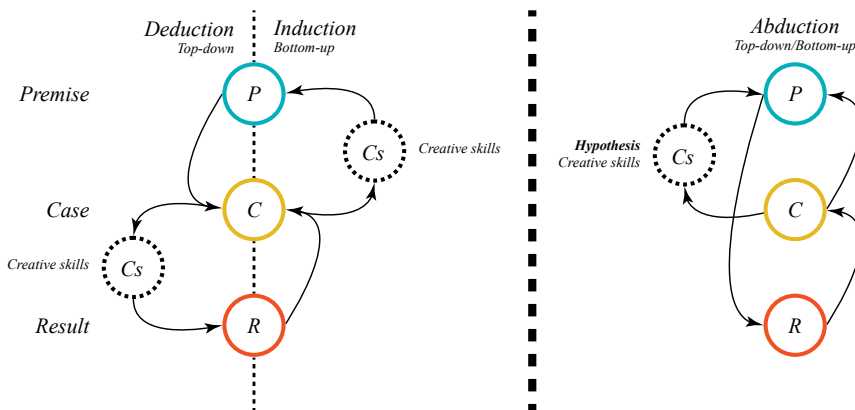 Deduction
Top-down
Induction
Bottom-up
Abduction
Top-down/Bottom-up
Premise
P
P
Cs
Creative skills
Hypothesis
Creative skills
Cs
Case
C
C
Creative skills
Cs
Result
R
R